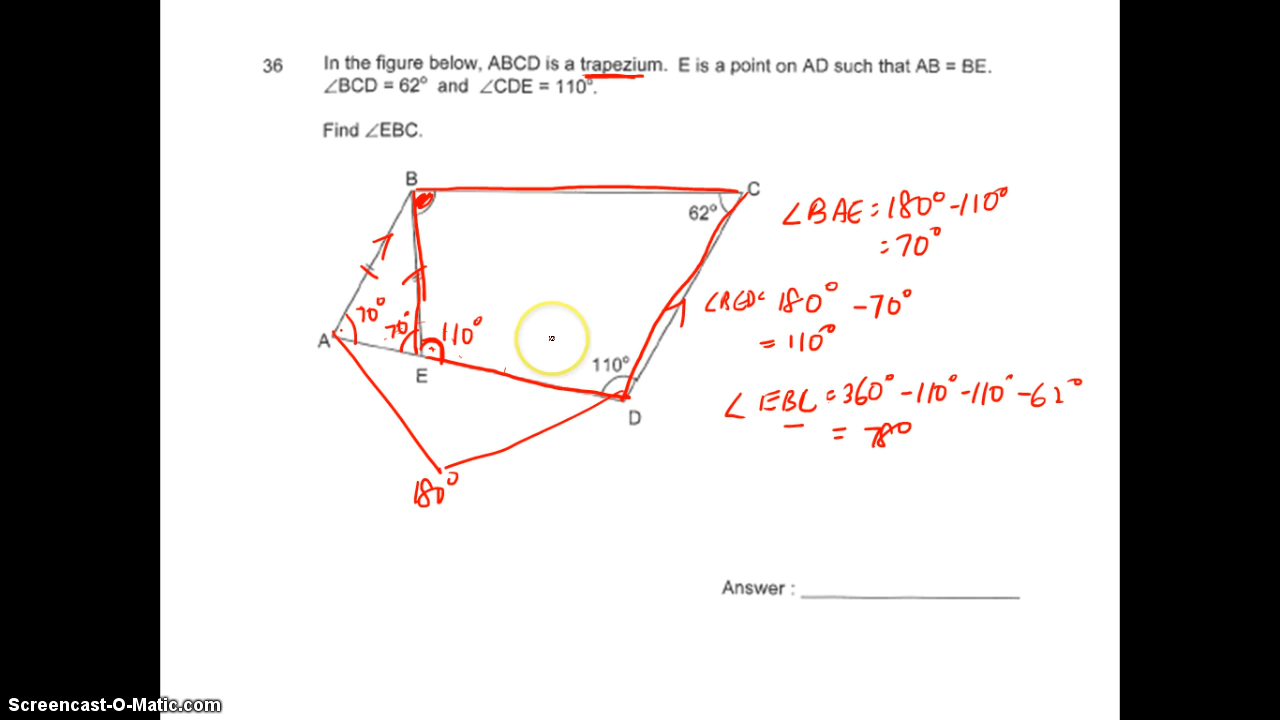 36 In the figure below, ABCD is a trapezium. E is a point on AD such that AB = BE.
∠BCD = 62° and ∠CDE = 110°.
Find ∠EBC.
B
C
62°
∠BAE = 180° - 110°
= 70°
70°
70°
110°
A
E
∠BED = 180° - 70°
= 110°
110°
D
∠EBC = 360° - 110° - 110° - 62°
= 78°
180°
Answer :
Screencast-O-Matic.com